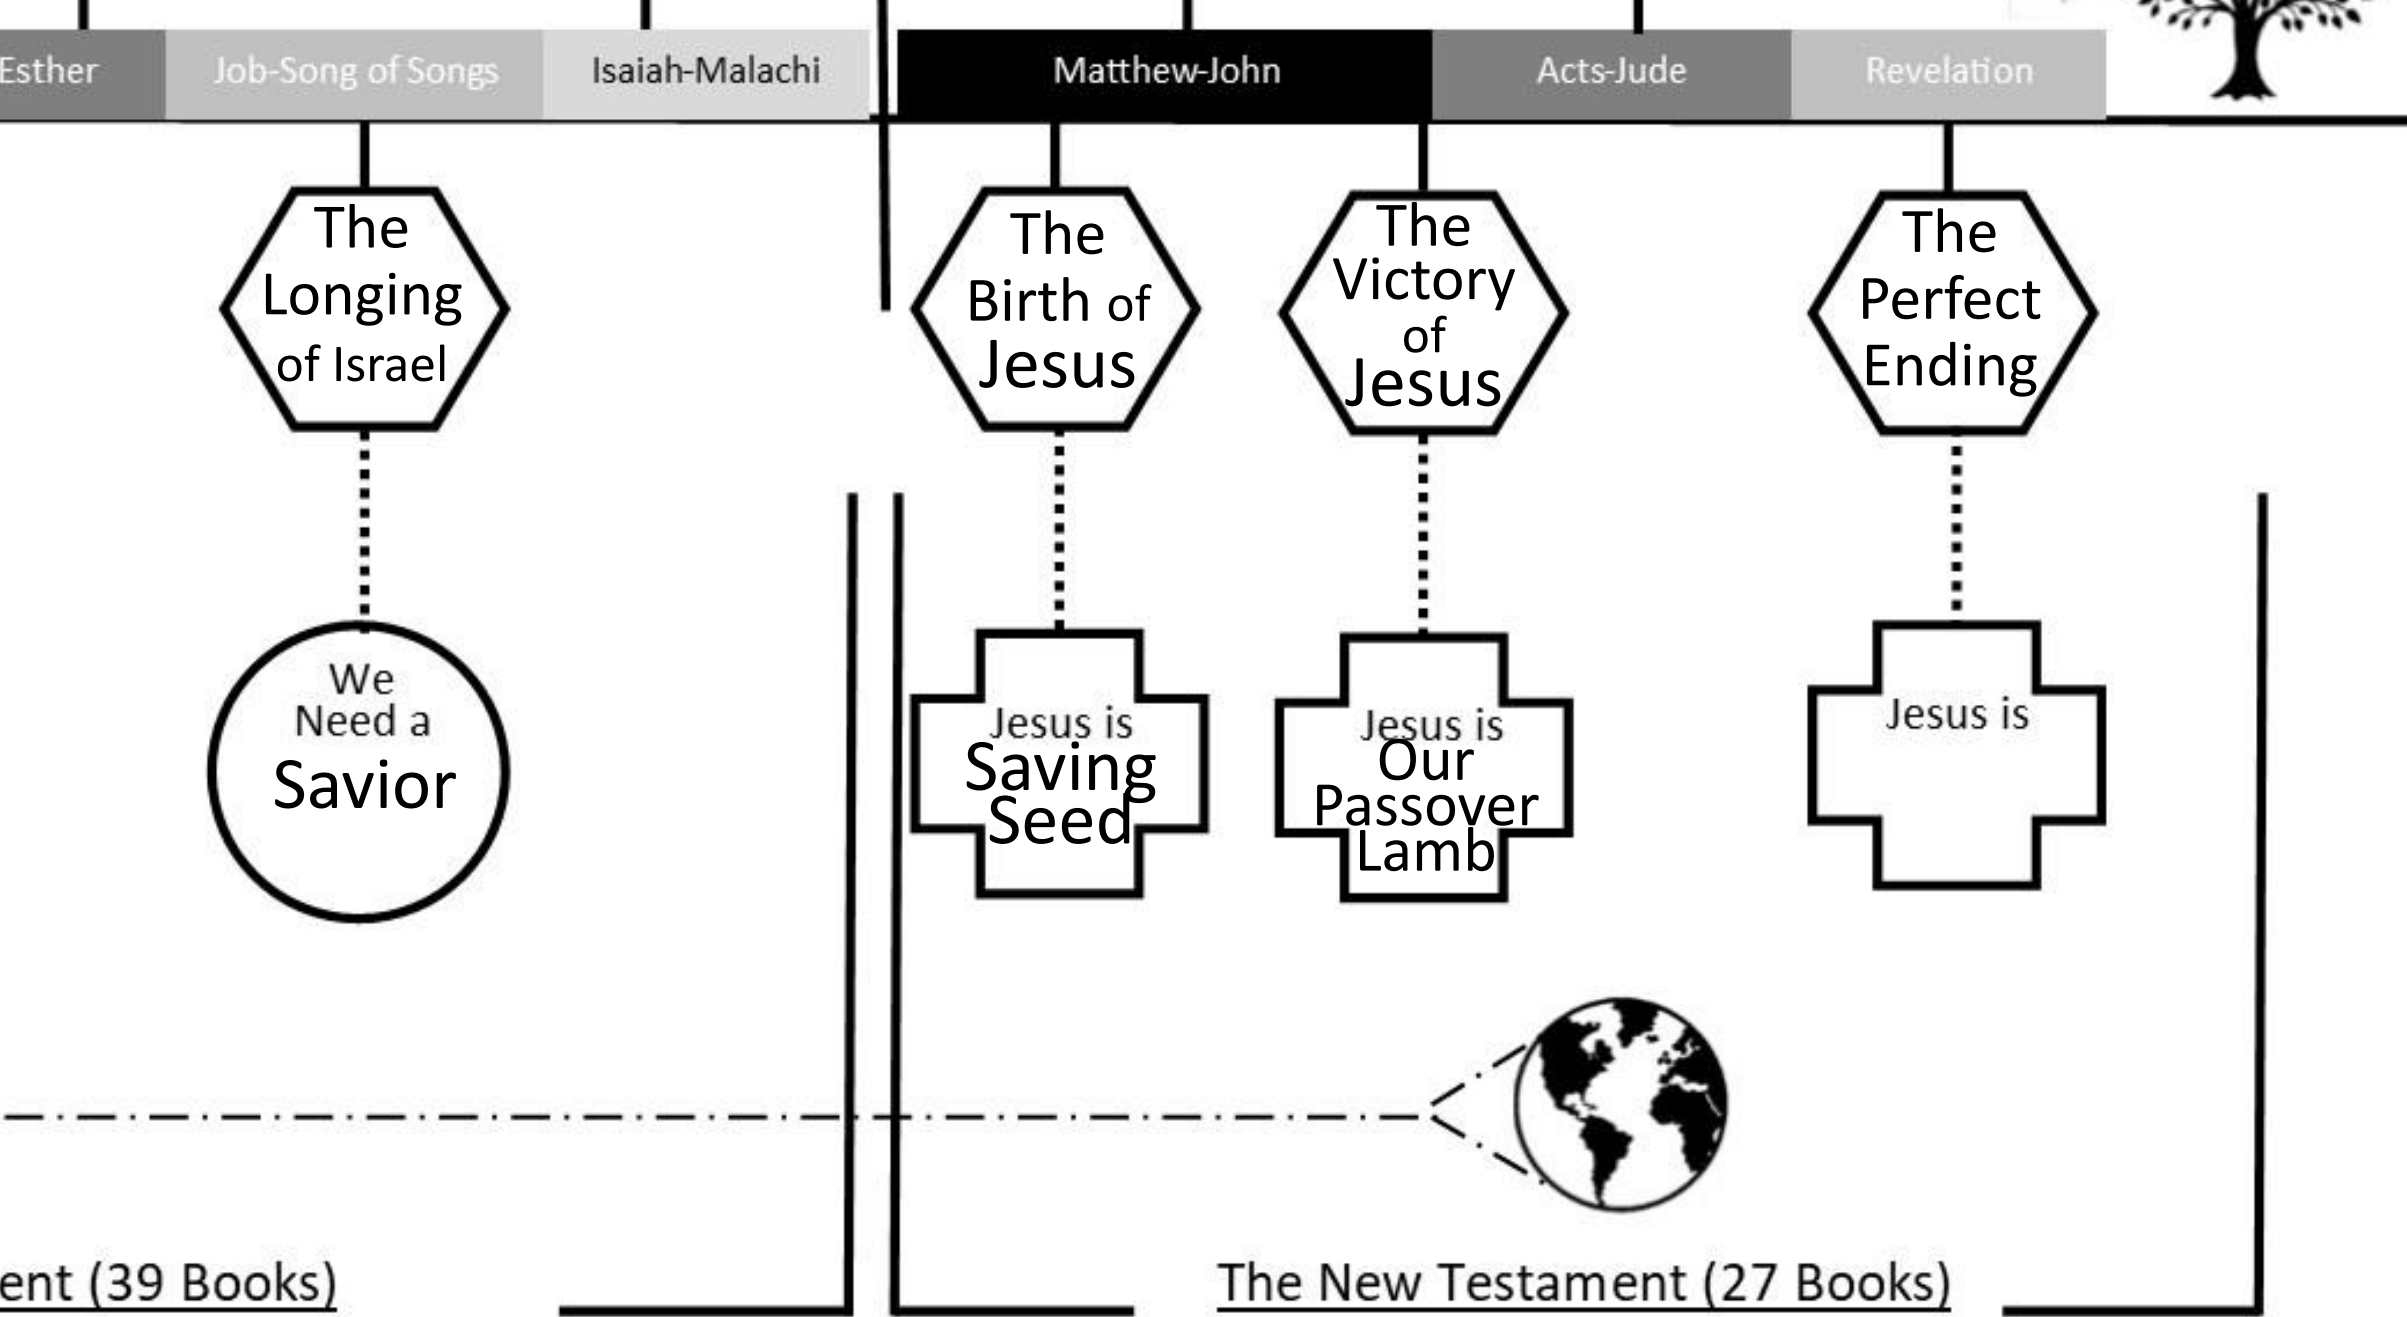 Esther
Job-Song of Songs
Isaiah-Malachi
Matthew-John
Acts-Jude
Revelation
The
Longing
of Israel
The
Birth of
Jesus
The
Victory
of
Jesus
The
Perfect
Ending
We
Need a
Savior
Jesus is
Saving
Seed
Jesus is
Our
Passover
Lamb
Jesus is
ent (39 Books)
The New Testament (27 Books)